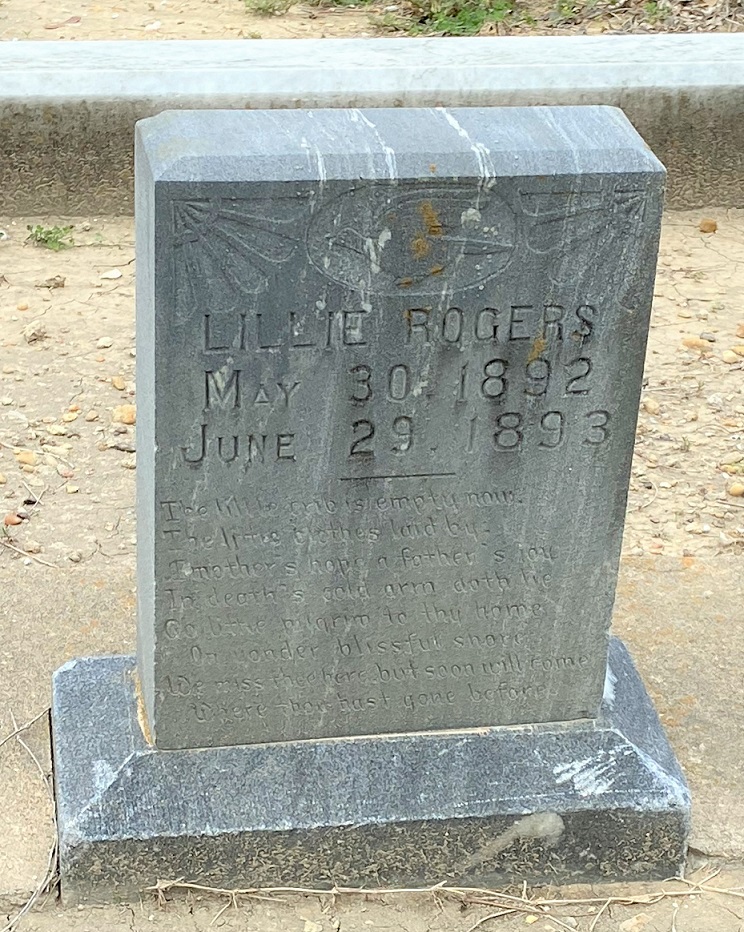 LILLIE ROGERS
MAY 30. 1892
JUNE 29. 1893
The little crib is empty now.
The little clothes laid by.
A mother's hope a father's joy
In death's cold arm doth lie
Go little pilgrim to thy home
On yonder blissful shore
We miss thee here, but soon will come
Where thou hast gone before.